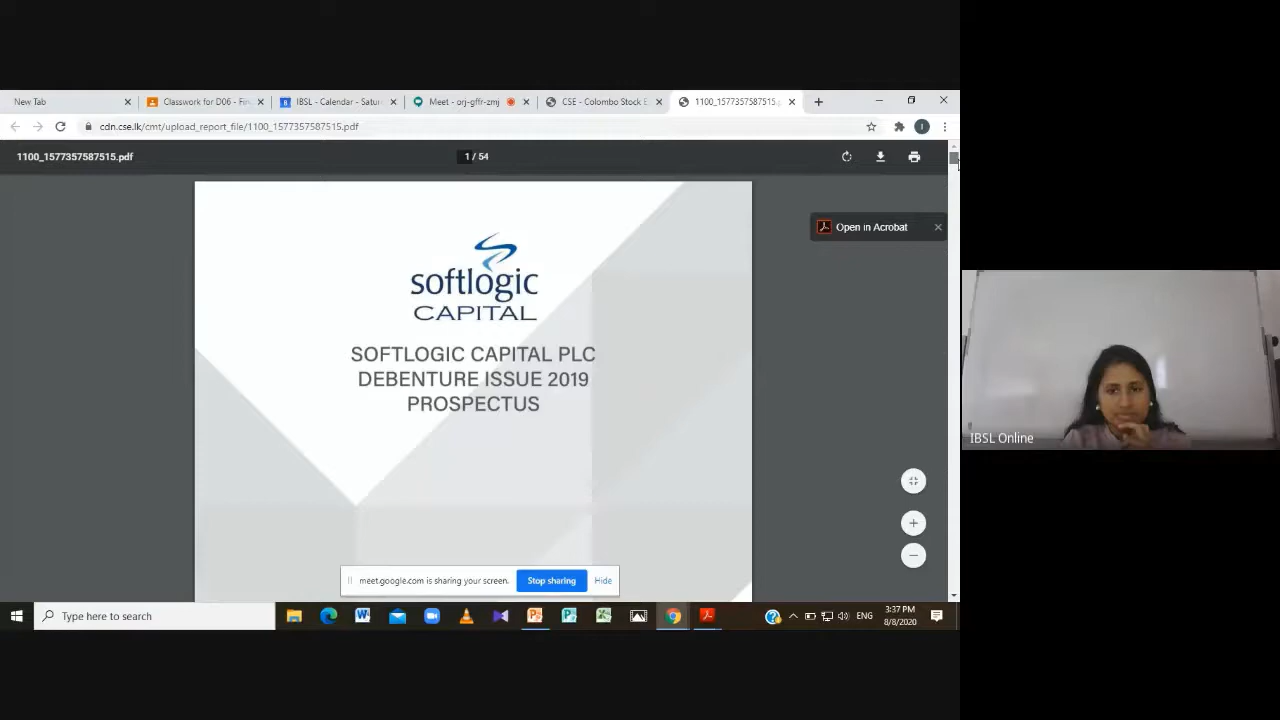 New Tab
Classwork for D06 - Fin
IBSL - Calendar - Satur
Meet - orj-gffr-zmj
CSE - Colombo Stock E
1100_1577357587515.p
cdn.cse.lk/cmt/upload_report_file/1100_1577357587515.pdf
1100_1577357587515.pdf
1 / 54
Open in Acrobat
softlogic
CAPITAL
SOFTLOGIC CAPITAL PLC
DEBENTURE ISSUE 2019
PROSPECTUS
IBSL Online
meet.google.com is sharing your screen.
Stop sharing
Hide
Type here to search
ENG
3:37 PM
8/8/2020